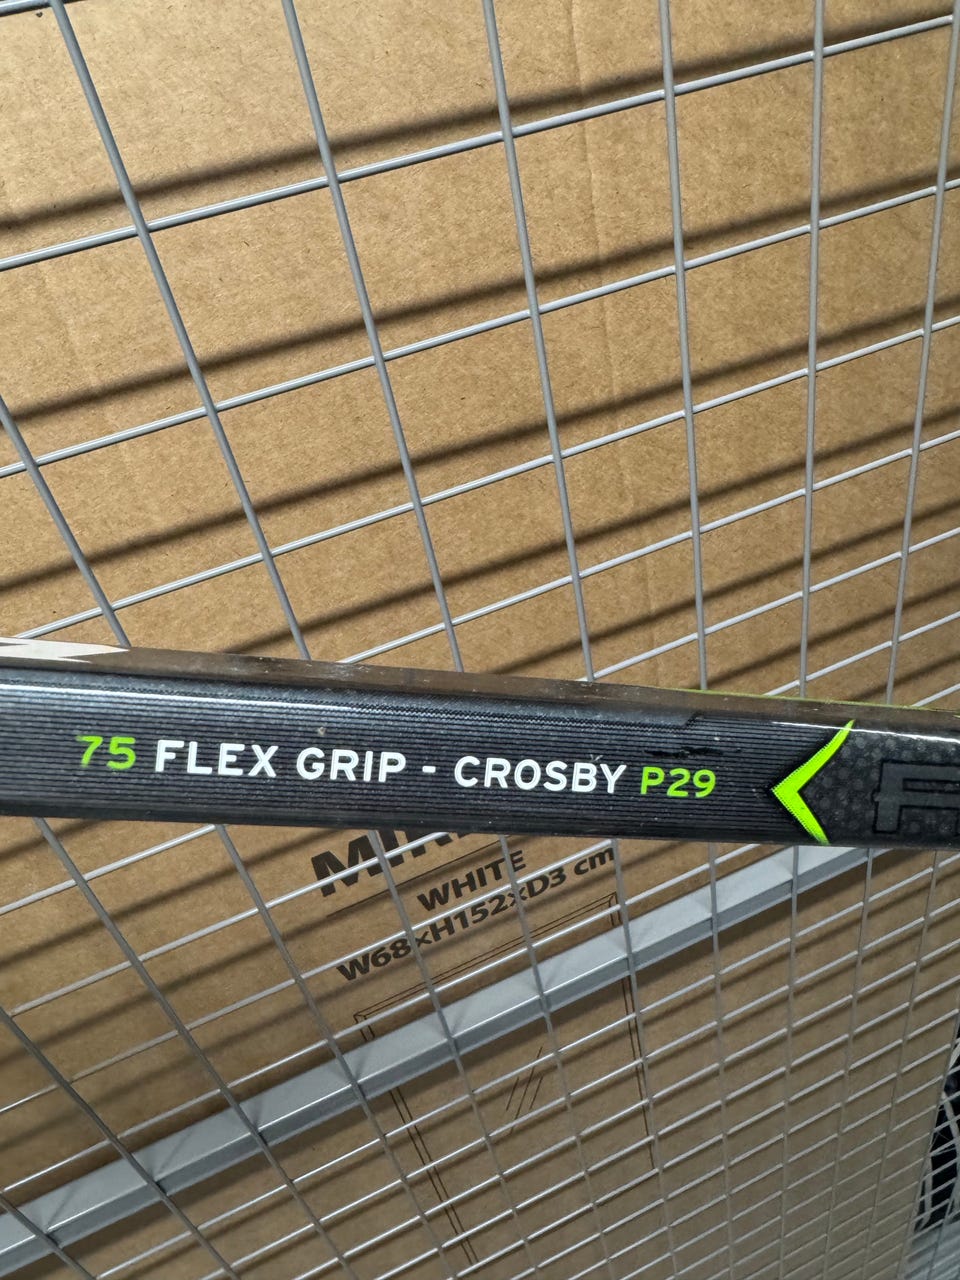 75 FLEX GRIP - CROSBY P29
WHITE
W68xH152xD3 cm